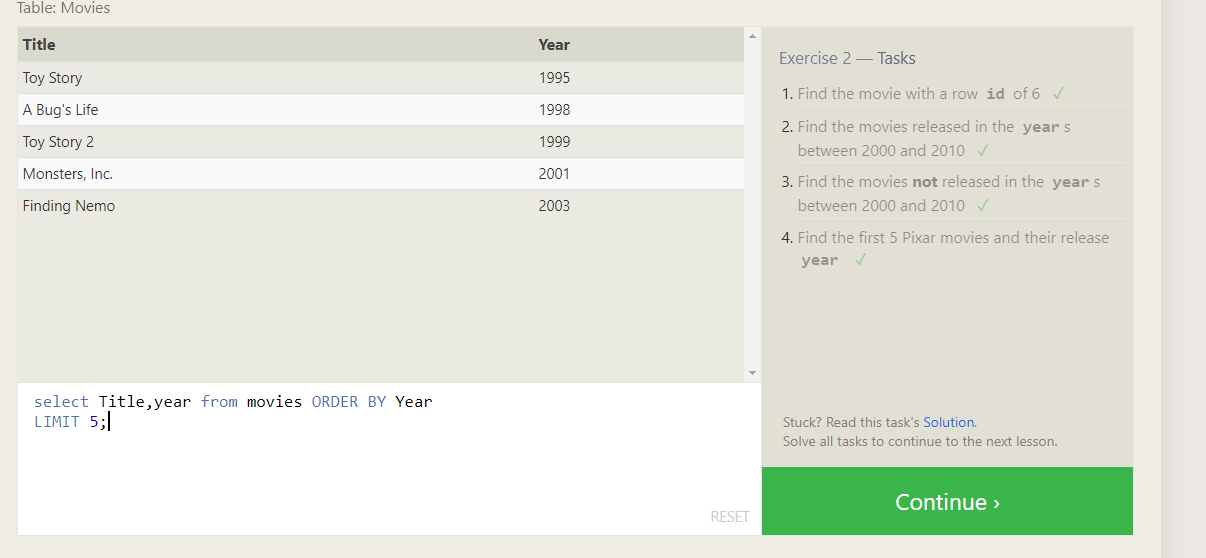 Table: Movies
Title Year
Toy Story 1995
A Bug's Life 1998
Toy Story 2 1999
Monsters, Inc. 2001
Finding Nemo 2003
select Title,year from movies ORDER BY Year
LIMIT 5;
RESET
Exercise 2 — Tasks
1. Find the movie with a row id of 6 ✓
2. Find the movies released in the year s
between 2000 and 2010 ✓
3. Find the movies not released in the year s
between 2000 and 2010 ✓
4. Find the first 5 Pixar movies and their release
year ✓
Stuck? Read this task's Solution.
Solve all tasks to continue to the next lesson.
Continue ›